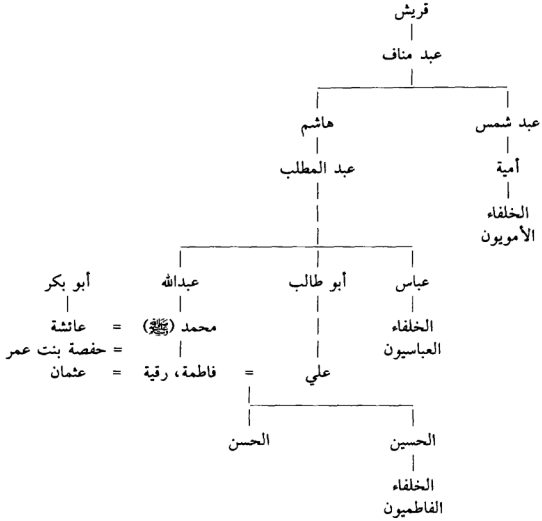 قريش
عبد مناف
عبد شمس هاشم
أمية عبد المطلب
الخلفاء
الأمويون
عباس أبو طالب عبدالله أبو بكر
الخلفاء محمد (ﷺ) = عائشة
العباسيون = حفصة بنت عمر
علي = فاطمة، رقية = عثمان
الحسين الحسن
الخلفاء
الفاطميون